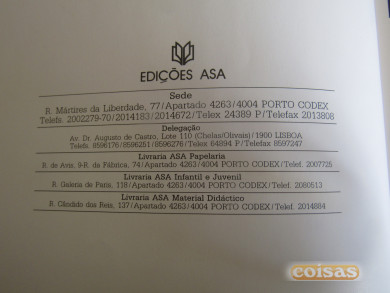 EDIÇÕES ASA
Sede
R. Mártires da Liberdade, 77/Apartado 4263/4004 PORTO CODEX
Telefs. 2002279-70/2014183/2014672/Telex 24389 P/Telefax 2013808
Delegação
Av. Dr. Augusto de Castro, Lote 110 (Chelas/Olivais)/1900 LISBOA
Telefs. 8596176/8596251/8596276/Telex 64894 P/Telefax 8597247
Livraria ASA Papelaria
R. de Avis, 9-R. da Fábrica, 74/Apartado 4263/4004 PORTO CODEX/Telef. 2007725
Livraria ASA Infantil e Juvenil
R. Galeria de Paris, 118/Apartado 4263/4004 PORTO CODEX/Telef. 2080513
Livraria ASA Material Didáctico
R. Cândido dos Reis, 137/Apartado 4263/4004 PORTO CODEX/Telef. 2014884
coisas